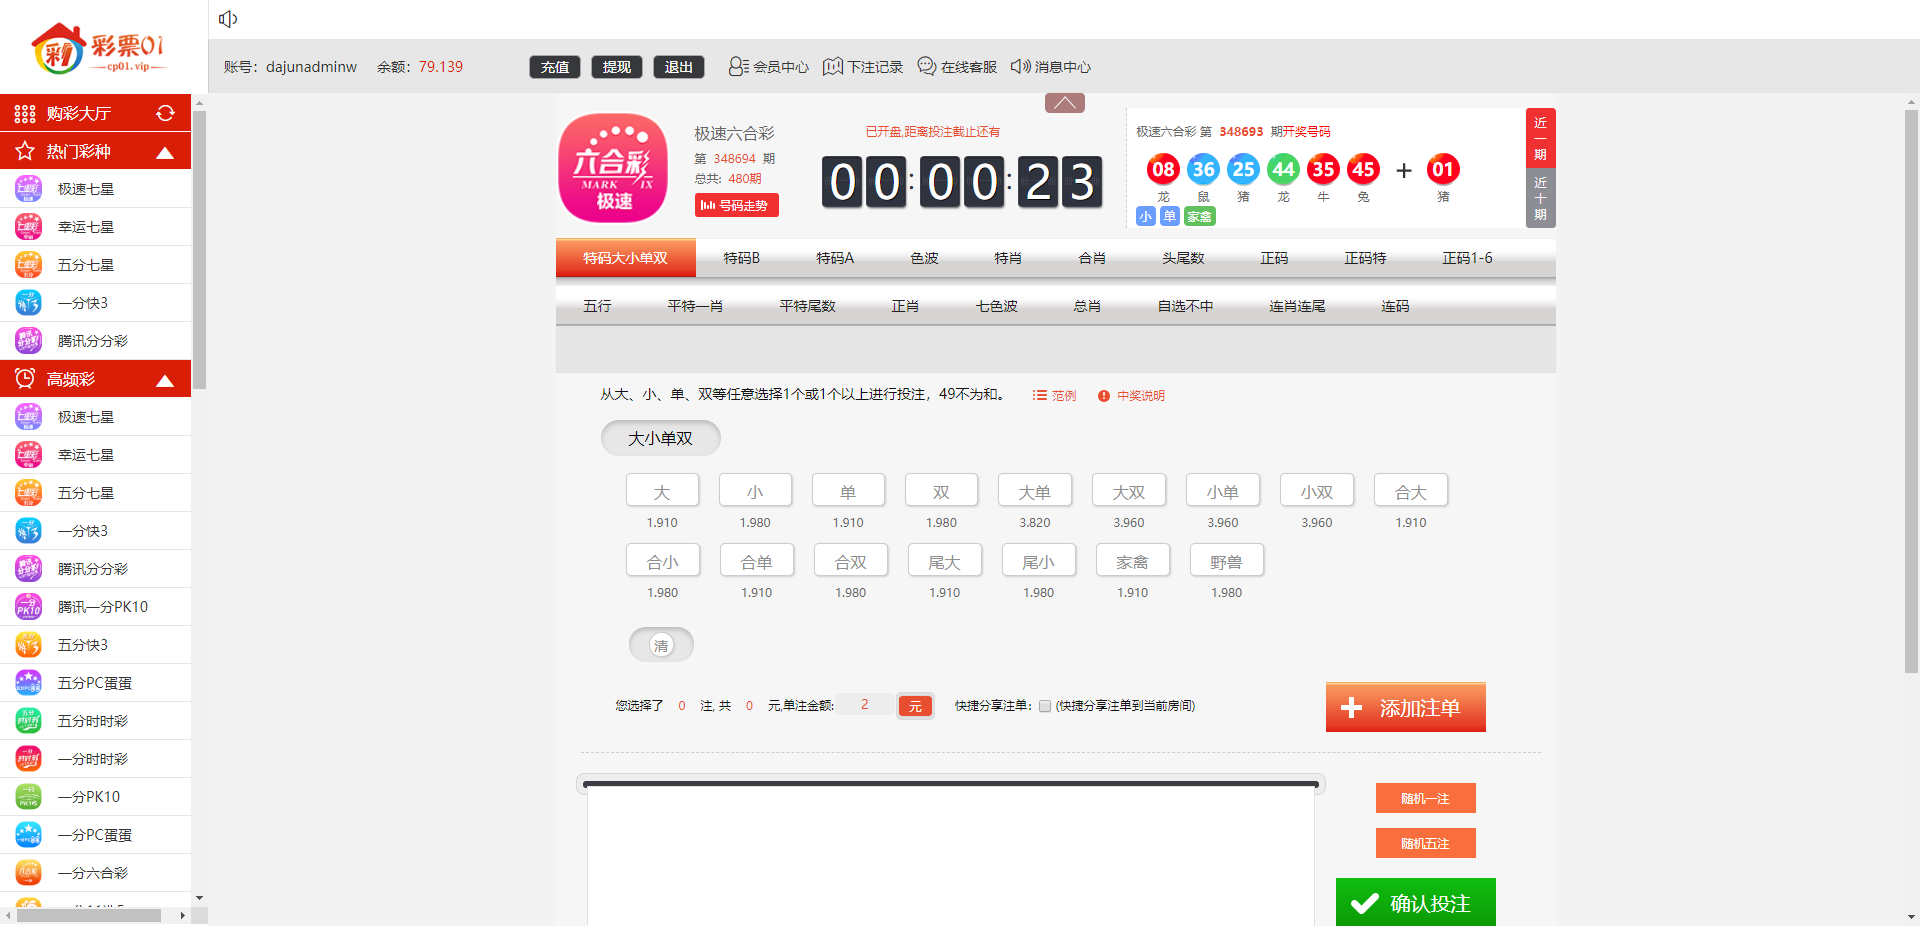 彩票01
cp01.vip
账号：dajunadminw 余额：79.139 充值 提现 退出 会员中心 下注记录 在线客服 消息中心
购彩大厅
热门彩种
极速七星
幸运七星
五分七星
一分快3
腾讯分分彩
高频彩
极速七星
幸运七星
五分七星
一分快3
腾讯分分彩
腾讯一分PK10
五分快3
五分PC蛋蛋
五分时时彩
一分时时彩
一分PK10
一分PC蛋蛋
一分六合彩
六合彩
MARK IX
极速
极速六合彩
第 348694 期
总共: 480期
号码走势
已开盘,距离投注截止还有
00:00:23
极速六合彩 第 348693 期开奖号码
08 36 25 44 35 45 + 01
龙 鼠 猪 龙 牛 兔 猪
小 单 家禽
近一期
近十期
特码大小单双 特码B 特码A 色波 特肖 合肖 头尾数 正码 正码特 正码1-6
五行 平特一肖 平特尾数 正肖 七色波 总肖 自选不中 连肖连尾 连码
从大、小、单、双等任意选择1个或1个以上进行投注，49不为和。 范例 中奖说明
大小单双
大 小 单 双 大单 大双 小单 小双 合大
1.910 1.980 1.910 1.980 3.820 3.960 3.960 3.960 1.910
合小 合单 合双 尾大 尾小 家禽 野兽
1.980 1.910 1.980 1.910 1.980 1.910 1.980
清
您选择了 0 注, 共 0 元,单注金额: 2 元 快捷分享注单： (快捷分享注单到当前房间)
添加注单
随机一注
随机五注
确认投注